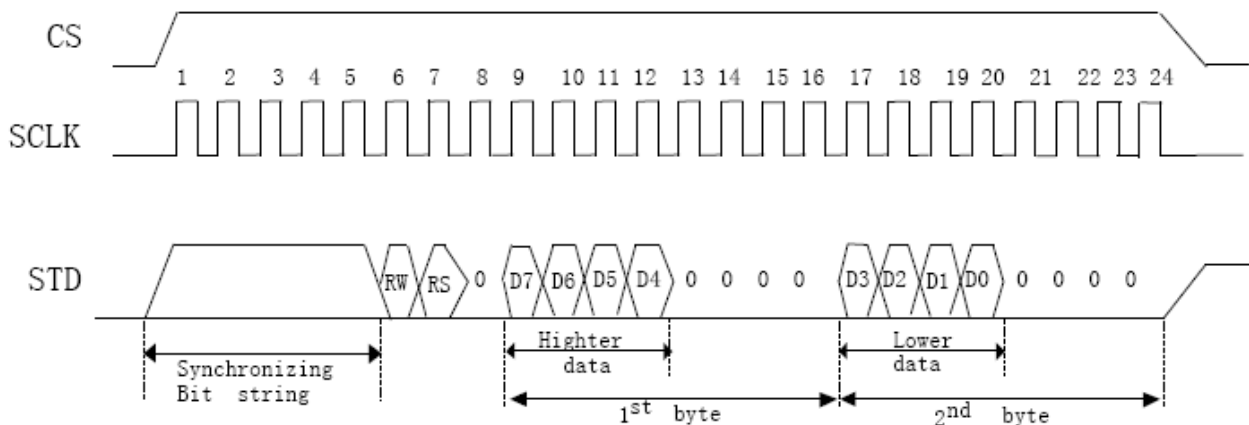 CS
1 2 3 4 5 6 7 8 9 10 11 12 13 14 15 16 17 18 19 20 21 22 23 24
SCLK
STD
RW RS 0 D7 D6 D5 D4 0 0 0 0 D3 D2 D1 D0 0 0 0 0
Synchronizing
Bit string
Highter
data
Lower
data
1st byte
2nd byte